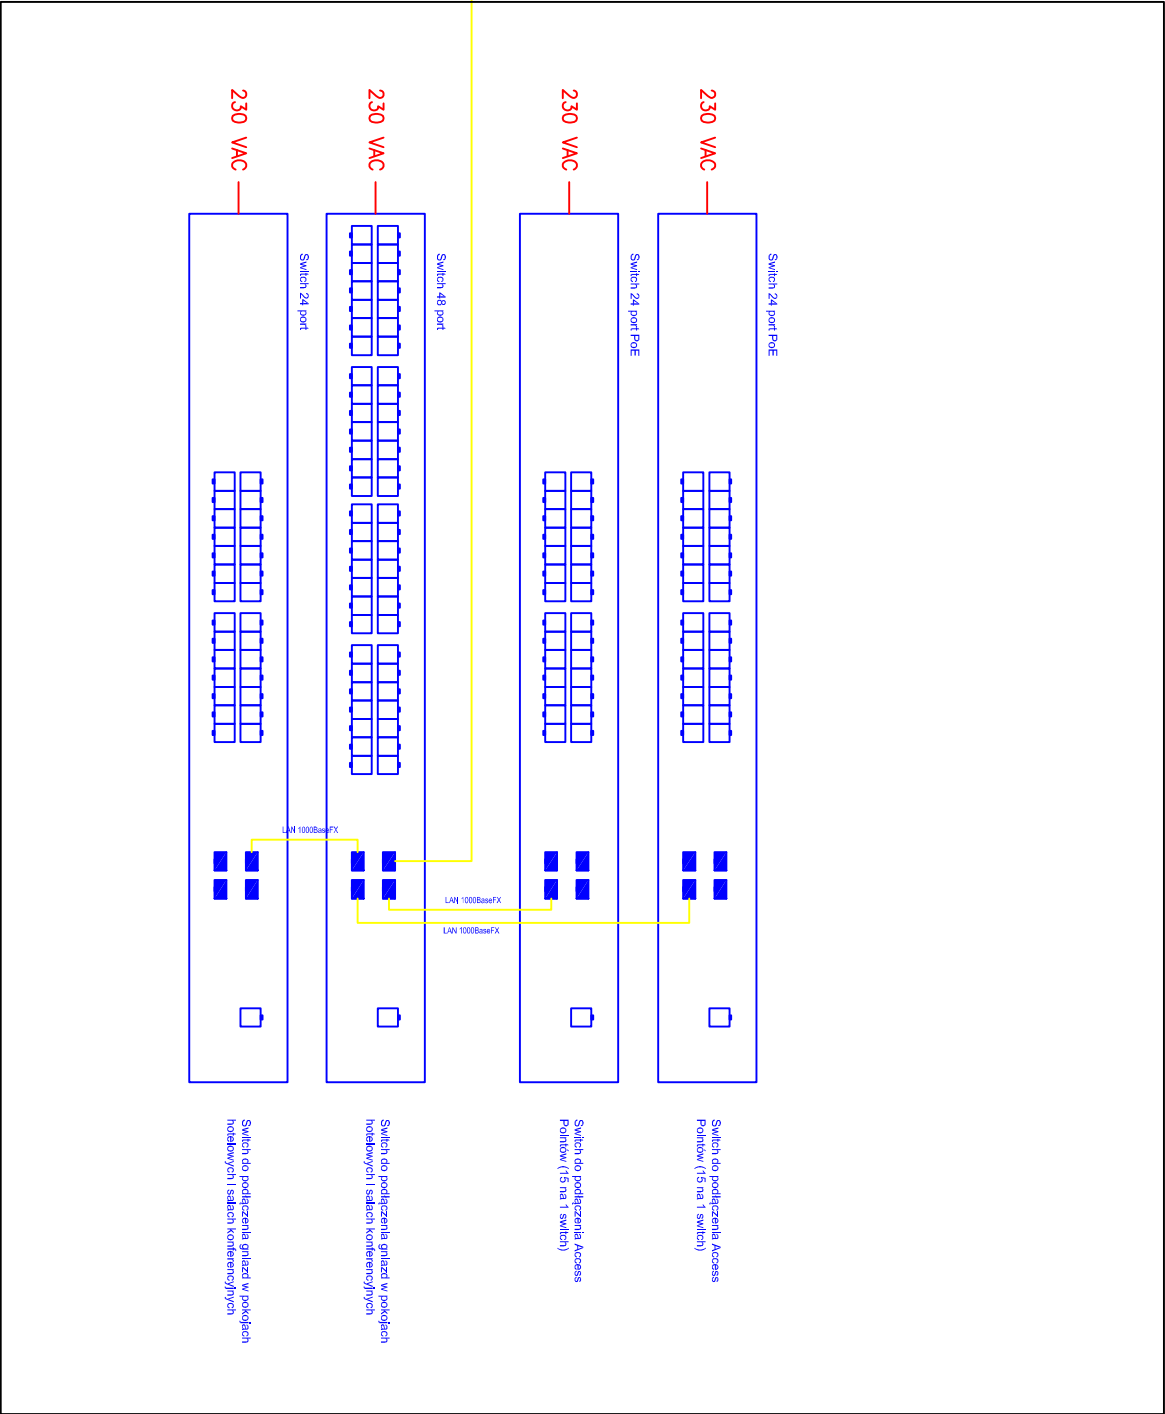 230 VAC
Switch 24 port PoE
Switch do podłączenia Access
Pointów (15 na 1 switch)
230 VAC
Switch 24 port PoE
Switch do podłączenia Access
Pointów (15 na 1 switch)
230 VAC
Switch 48 port
Switch do podłączenia gniazd w pokojach
hotelowych i salach konferencyjnych
230 VAC
Switch 24 port
Switch do podłączenia gniazd w pokojach
hotelowych i salach konferencyjnych
LAN 1000BaseFX
LAN 1000BaseFX
LAN 1000BaseFX